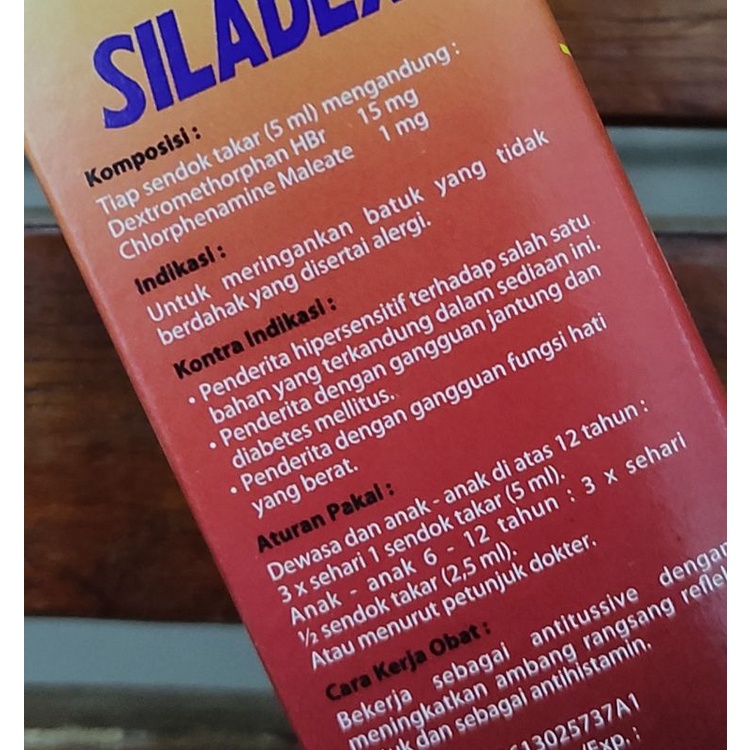 SILADEX
Komposisi :
Tiap sendok takar (5 ml) mengandung :
Dextromethorphan HBr 15 mg
Chlorphenamine Maleate 1 mg
Indikasi :
Untuk meringankan batuk yang tidak
berdahak yang disertai alergi.
Kontra Indikasi :
• Penderita hipersensitif terhadap salah satu
bahan yang terkandung dalam sediaan ini.
• Penderita dengan gangguan jantung dan
diabetes mellitus.
• Penderita dengan gangguan fungsi hati
yang berat.
Aturan Pakai :
Dewasa dan anak - anak di atas 12 tahun :
3 x sehari 1 sendok takar (5 ml).
Anak - anak 6 - 12 tahun : 3 x sehari
½ sendok takar (2,5 ml).
Atau menurut petunjuk dokter.
Cara Kerja Obat :
Bekerja sebagai antitussive dengan
meningkatkan ambang rangsang reflek
dan sebagai antihistamin.
13025737A1
Exp. :